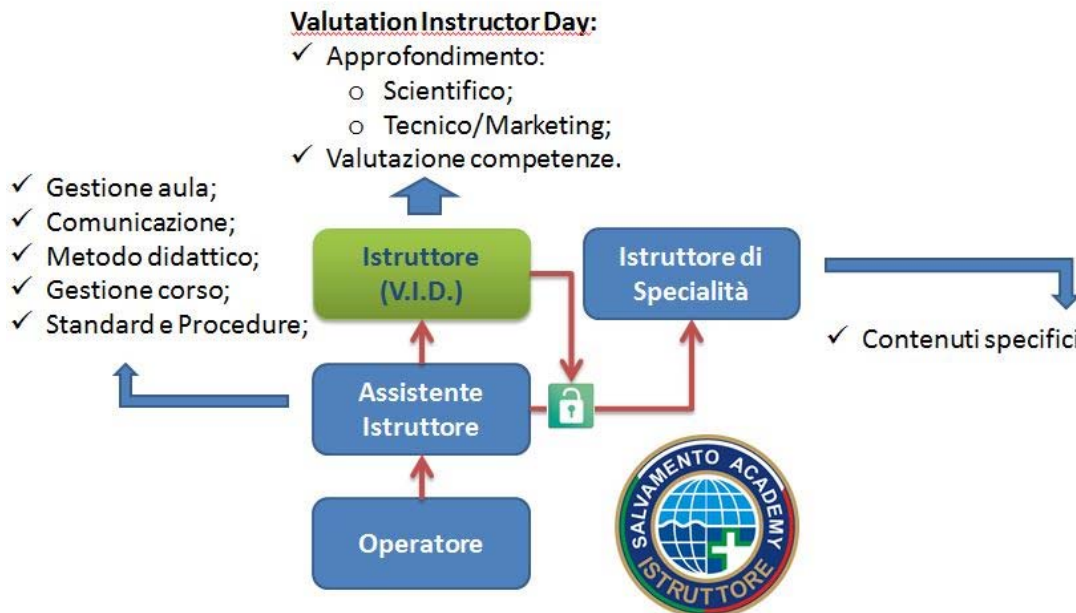 Valutation Instructor Day:
✓ Approfondimento:
o Scientifico;
o Tecnico/Marketing;
✓ Valutazione competenze.
✓ Gestione aula;
✓ Comunicazione;
✓ Metodo didattico;
✓ Gestione corso;
✓ Standard e Procedure;
Istruttore
(V.I.D.)
Istruttore di
Specialità
✓ Contenuti specifici
Assistente
Istruttore
Operatore
SALVAMENTO ACADEMY
ISTRUTTORE